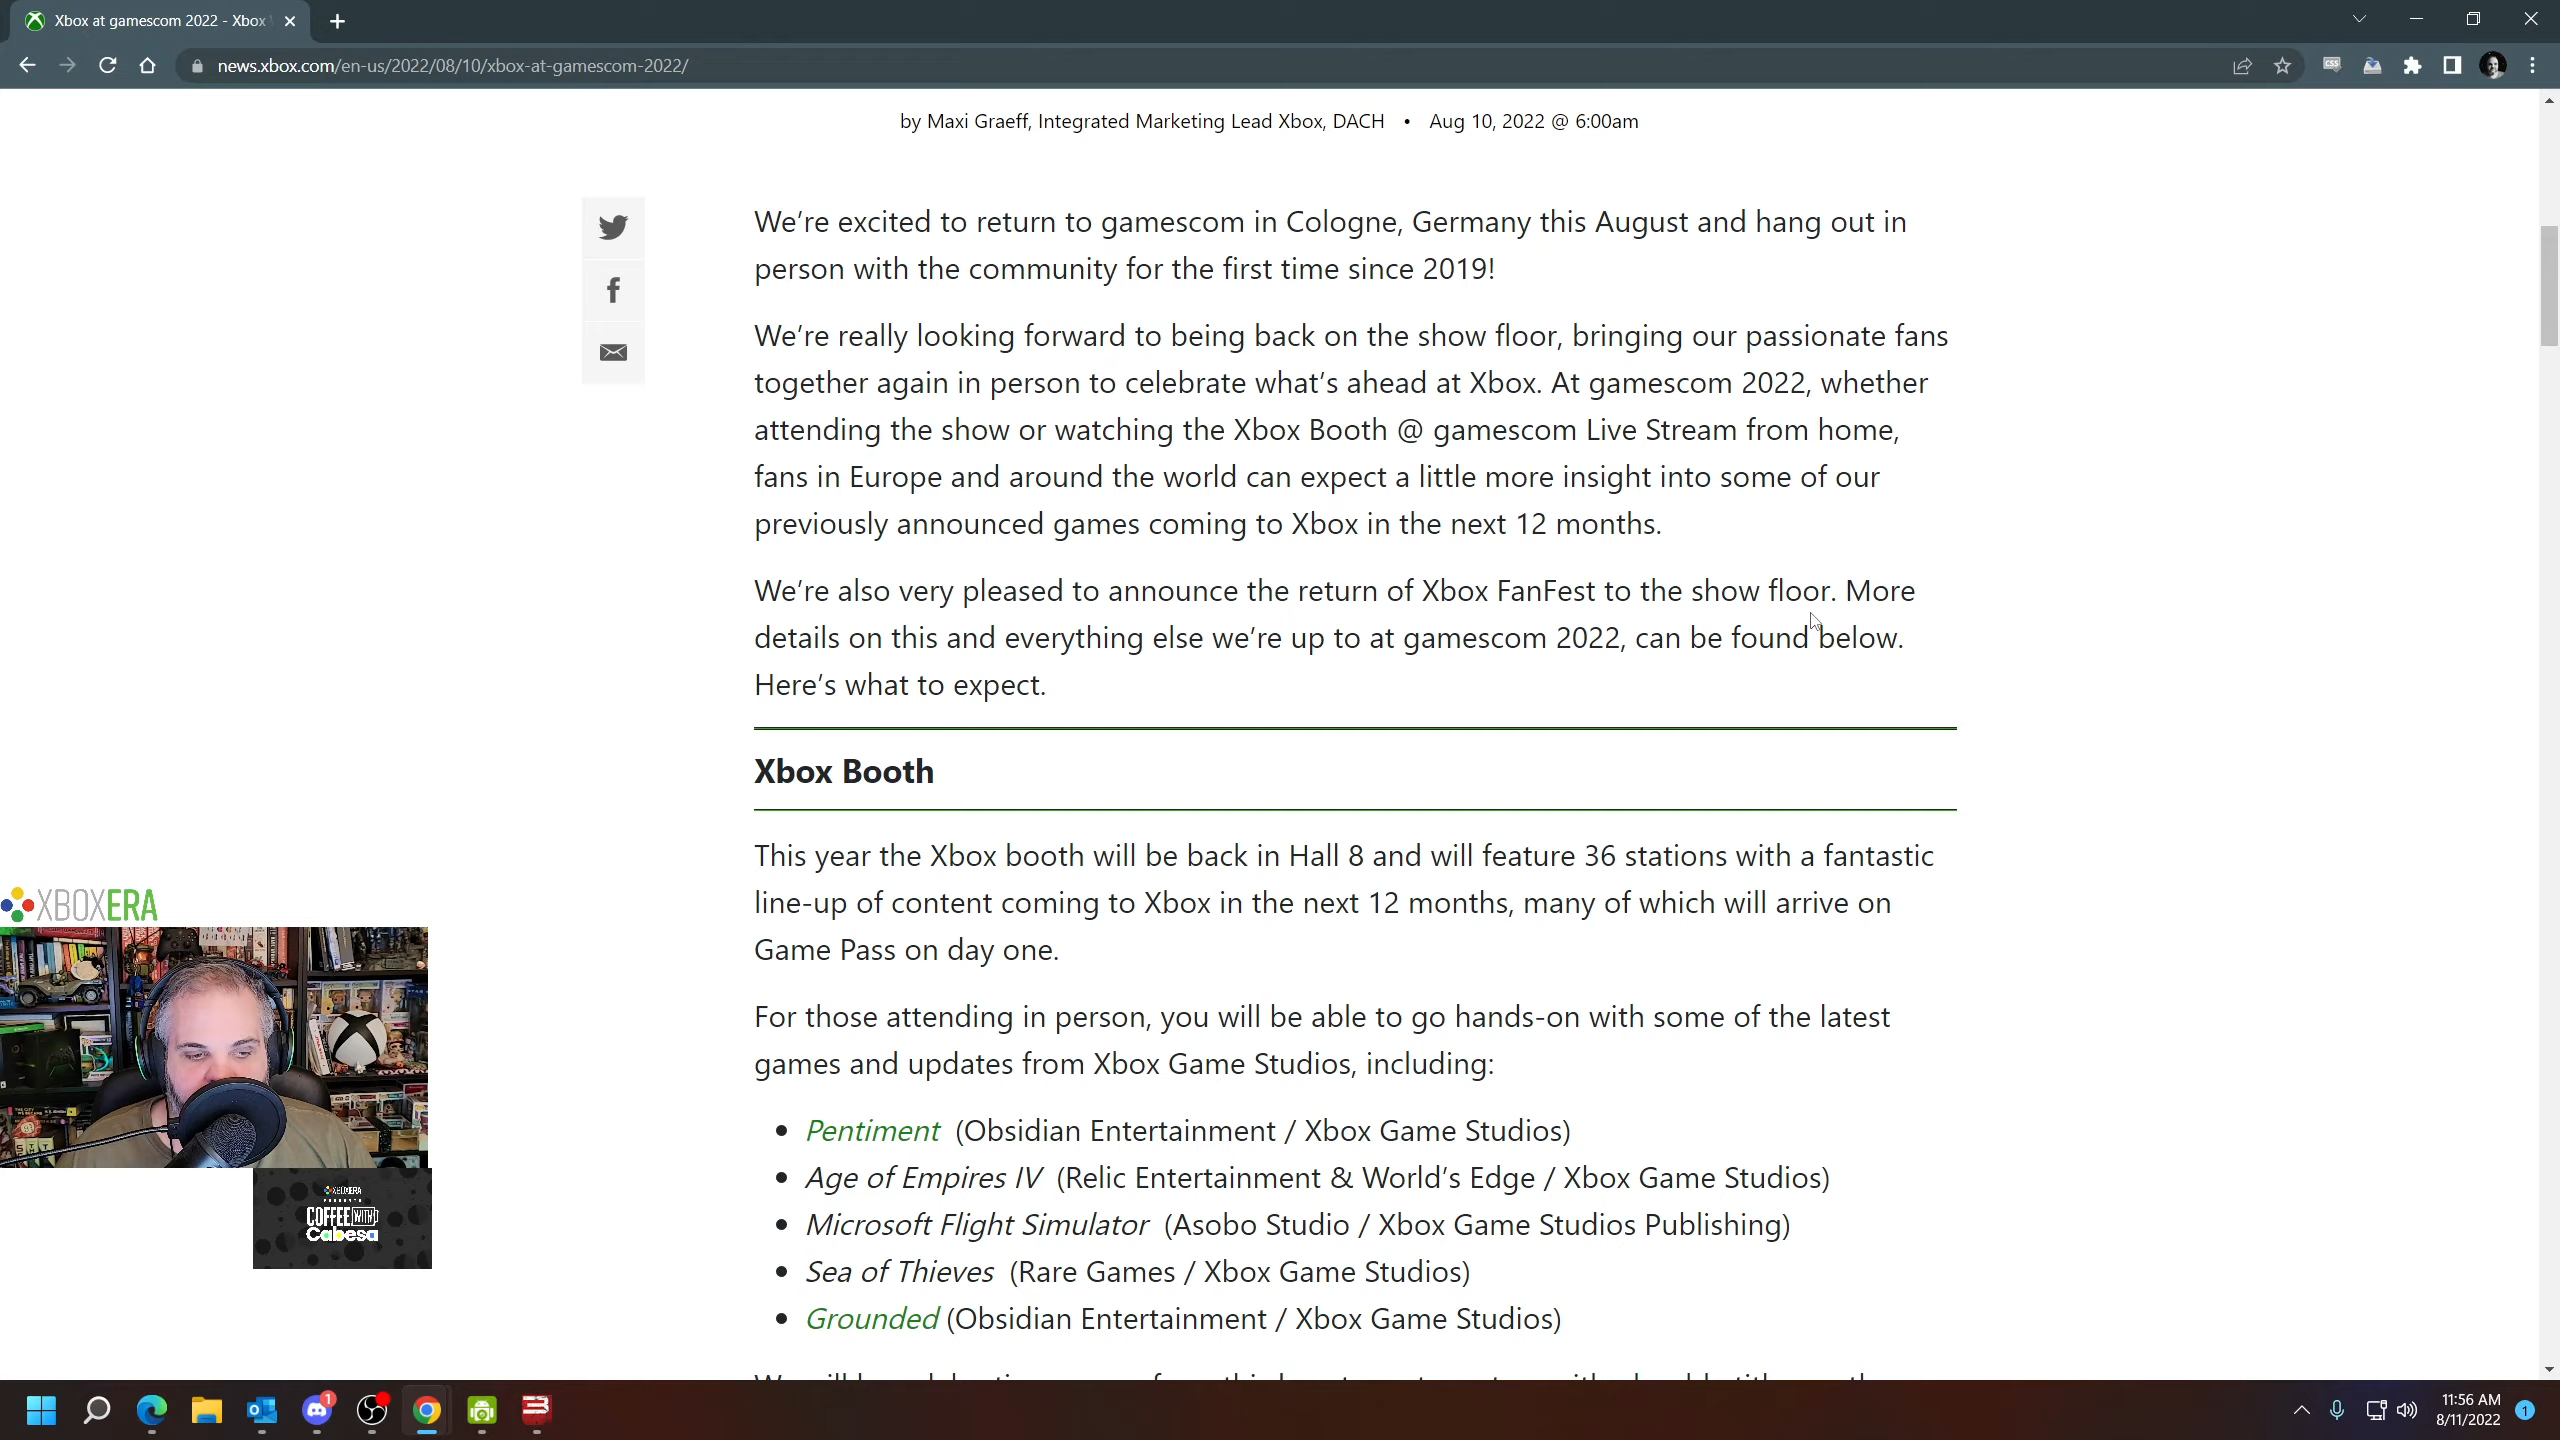 Xbox at gamescom 2022 - Xbox
news.xbox.com/en-us/2022/08/10/xbox-at-gamescom-2022/
CSS
by Maxi Graeff, Integrated Marketing Lead Xbox, DACH • Aug 10, 2022 @ 6:00am
We’re excited to return to gamescom in Cologne, Germany this August and hang out in
person with the community for the first time since 2019!
We’re really looking forward to being back on the show floor, bringing our passionate fans
together again in person to celebrate what’s ahead at Xbox. At gamescom 2022, whether
attending the show or watching the Xbox Booth @ gamescom Live Stream from home,
fans in Europe and around the world can expect a little more insight into some of our
previously announced games coming to Xbox in the next 12 months.
We’re also very pleased to announce the return of Xbox FanFest to the show floor. More
details on this and everything else we’re up to at gamescom 2022, can be found below.
Here’s what to expect.
Xbox Booth
This year the Xbox booth will be back in Hall 8 and will feature 36 stations with a fantastic
line-up of content coming to Xbox in the next 12 months, many of which will arrive on
Game Pass on day one.
For those attending in person, you will be able to go hands-on with some of the latest
games and updates from Xbox Game Studios, including:
• Pentiment (Obsidian Entertainment / Xbox Game Studios)
• Age of Empires IV (Relic Entertainment & World’s Edge / Xbox Game Studios)
• Microsoft Flight Simulator (Asobo Studio / Xbox Game Studios Publishing)
• Sea of Thieves (Rare Games / Xbox Game Studios)
• Grounded (Obsidian Entertainment / Xbox Game Studios)
XBOXERA
XBOXERA
PRESENTS
COFFEE WITH
Cabesa
1
11:56 AM
8/11/2022
1